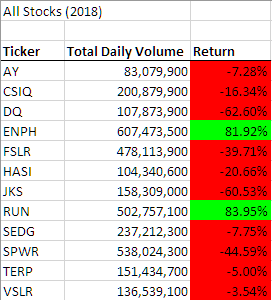 All Stocks (2018)
Ticker Total Daily Volume Return
AY 83,079,900 -7.28%
CSIQ 200,879,900 -16.34%
DQ 107,873,900 -62.60%
ENPH 607,473,500 81.92%
FSLR 478,113,900 -39.71%
HASI 104,340,600 -20.66%
JKS 158,309,000 -60.53%
RUN 502,757,100 83.95%
SEDG 237,212,300 -7.75%
SPWR 538,024,300 -44.59%
TERP 151,434,700 -5.00%
VSLR 136,539,100 -3.54%